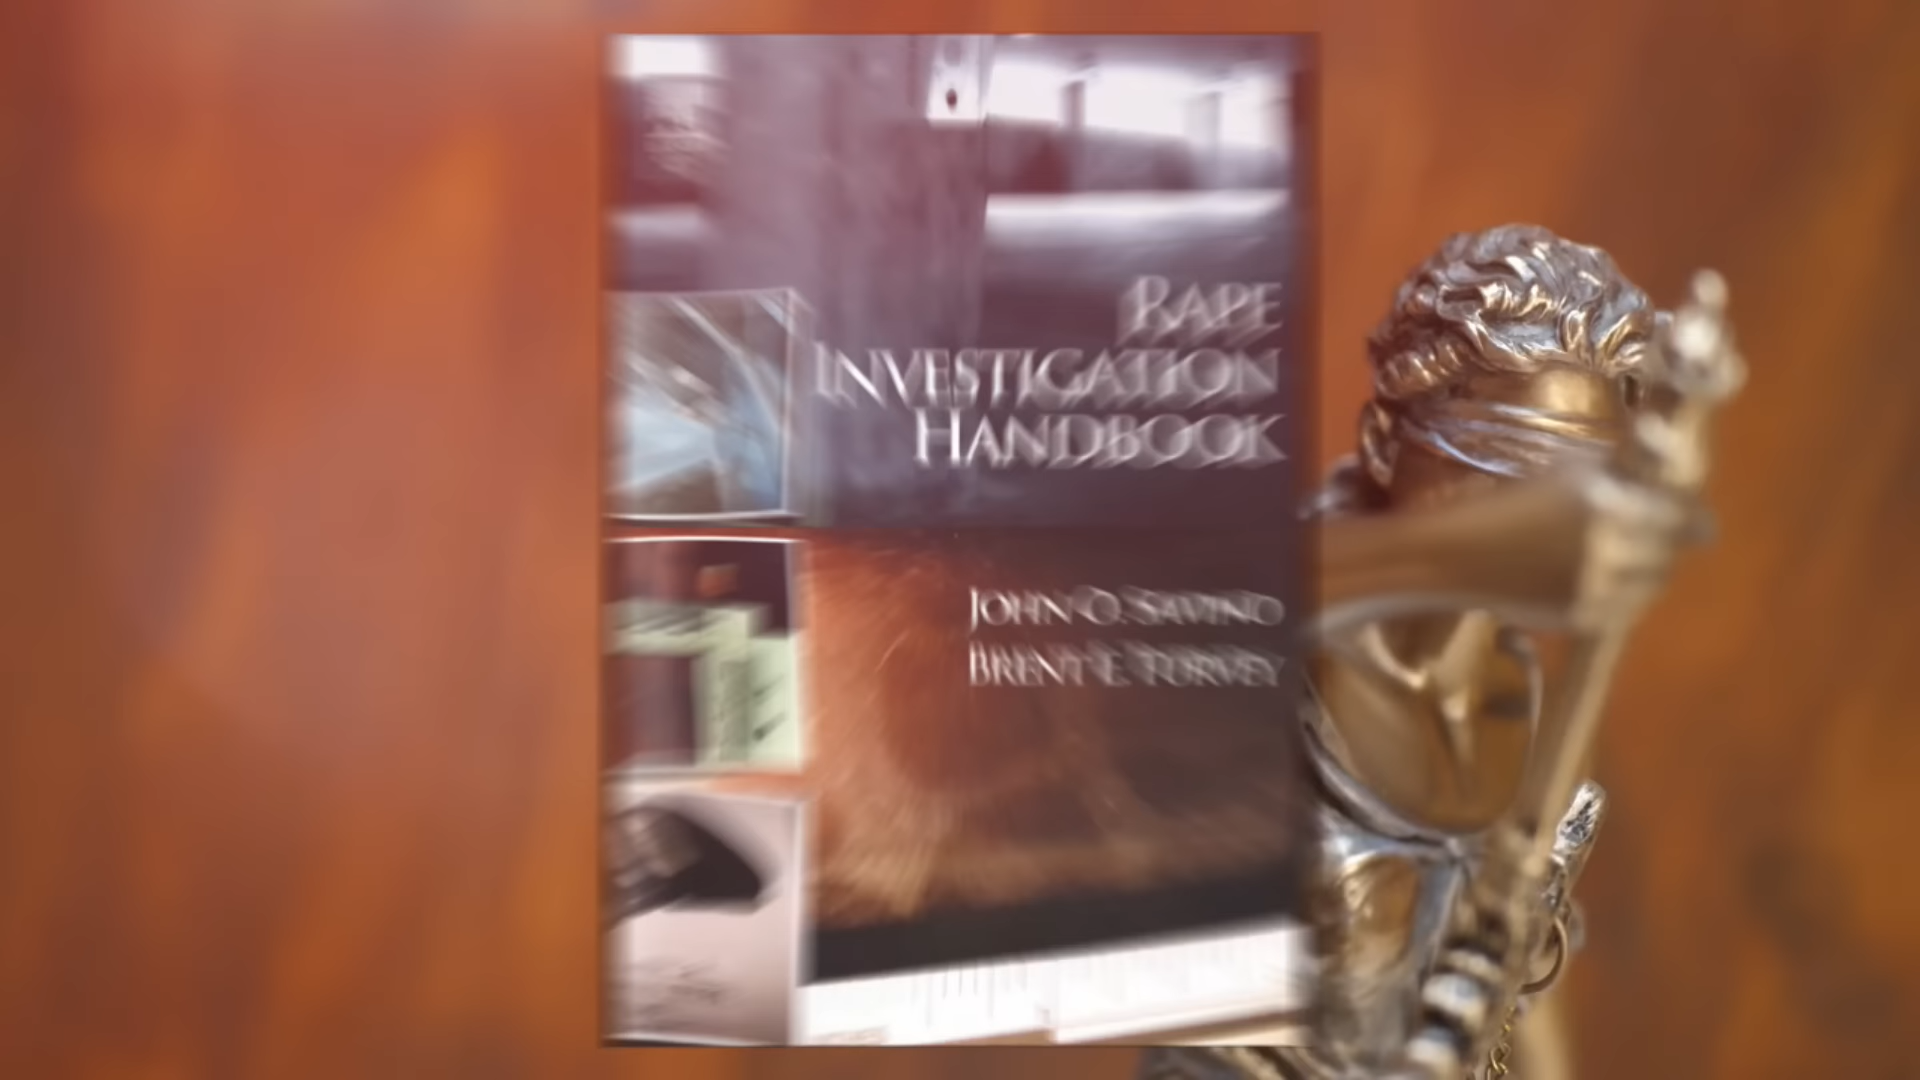 RAPE
INVESTIGATION
HANDBOOK
JOHN O. SAVINO
BRENT E. TURVEY